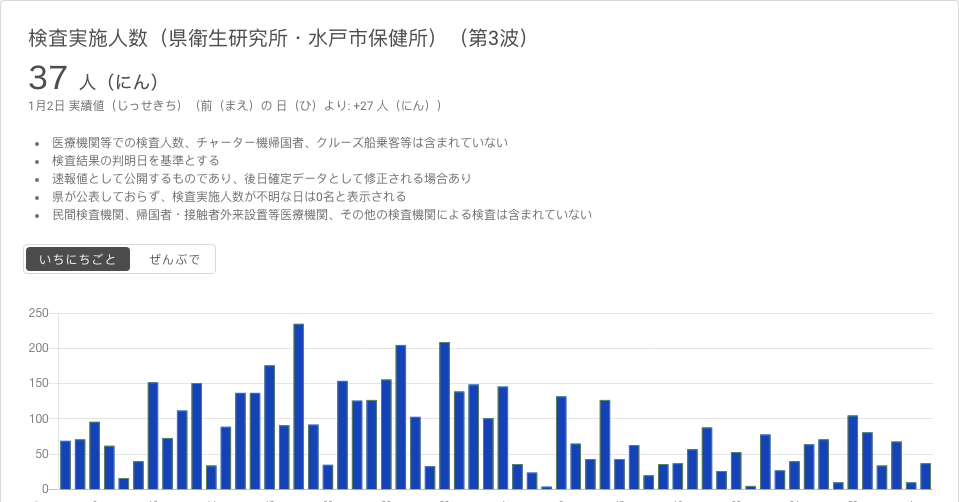 検査実施人数（県衛生研究所・水戸市保健所）（第3波）
37 人（にん）
1月2日 実績値（じっせきち）（前（まえ）の 日（ひ）より: +27 人（にん））
• 医療機関等での検査人数、チャーター機帰国者、クルーズ船乗客等は含まれていない
• 検査結果の判明日を基準とする
• 速報値として公開するものであり、後日確定データとして修正される場合あり
• 県が公表しておらず、検査実施人数が不明な日は0名と表示される
• 民間検査機関、帰国者・接触者外来設置等医療機関、その他の検査機関による検査は含まれていない
いちにちごと ぜんぶで
250
200
150
100
50
0